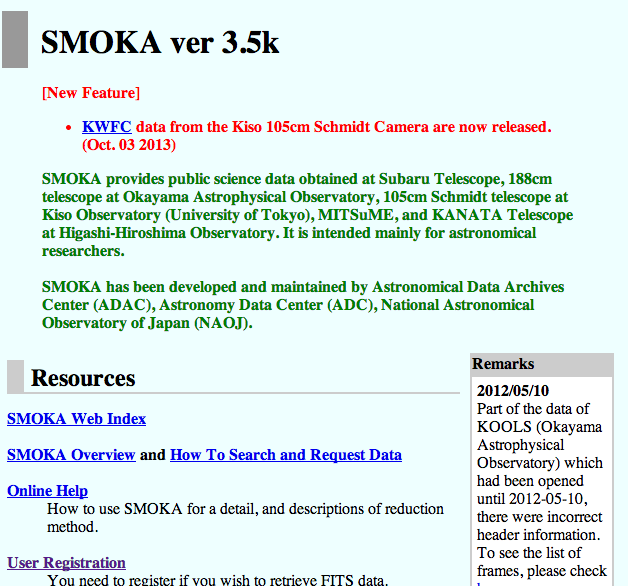 SMOKA ver 3.5k
[New Feature]
• KWFC data from the Kiso 105cm Schmidt Camera are now released.
(Oct. 03 2013)
SMOKA provides public science data obtained at Subaru Telescope, 188cm
telescope at Okayama Astrophysical Observatory, 105cm Schmidt telescope at
Kiso Observatory (University of Tokyo), MITSuME, and KANATA Telescope
at Higashi-Hiroshima Observatory. It is intended mainly for astronomical
researchers.
SMOKA has been developed and maintained by Astronomical Data Archives
Center (ADAC), Astronomy Data Center (ADC), National Astronomical
Observatory of Japan (NAOJ).
Resources
SMOKA Web Index
SMOKA Overview and How To Search and Request Data
Online Help
How to use SMOKA for a detail, and descriptions of reduction
method.
User Registration
You need to register if you wish to retrieve FITS data.
Remarks
2012/05/10
Part of the data of
KOOLS (Okayama
Astrophysical
Observatory) which
had been opened
until 2012-05-10,
there were incorrect
header information.
To see the list of
frames, please check